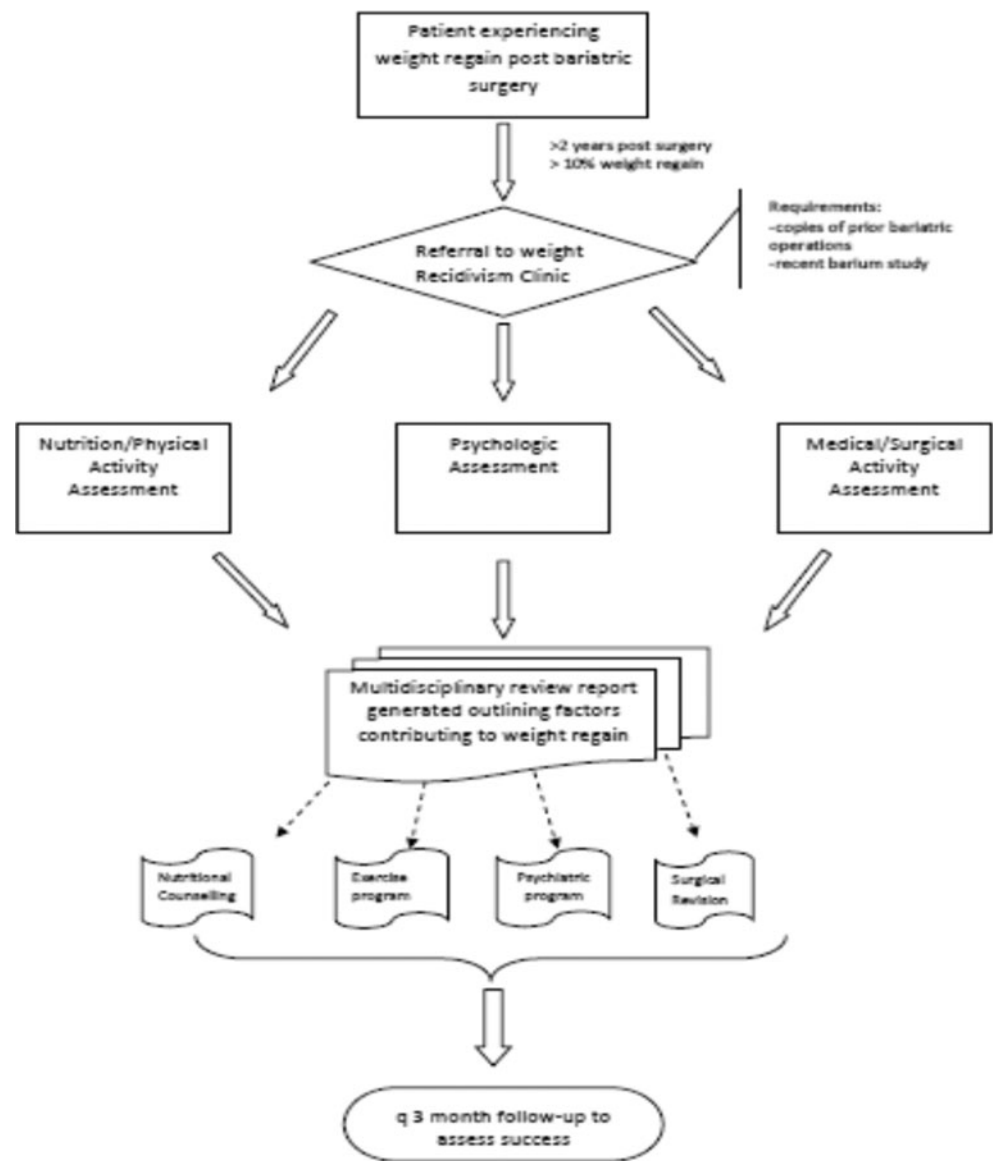 Patient experiencing
weight regain post bariatric
surgery
>2 years post surgery
> 10% weight regain
Requirements:
-copies of prior bariatric
operations
-recent barium study
Referral to weight
Recidivism Clinic
Nutrition/Physical
Activity
Assessment
Psychologic
Assessment
Medical/Surgical
Activity
Assessment
Multidisciplinary review report
generated outlining factors
contributing to weight regain
Nutritional
Counselling
Exercise
program
Psychiatric
program
Surgical
Revision
q 3 month follow-up to
assess success